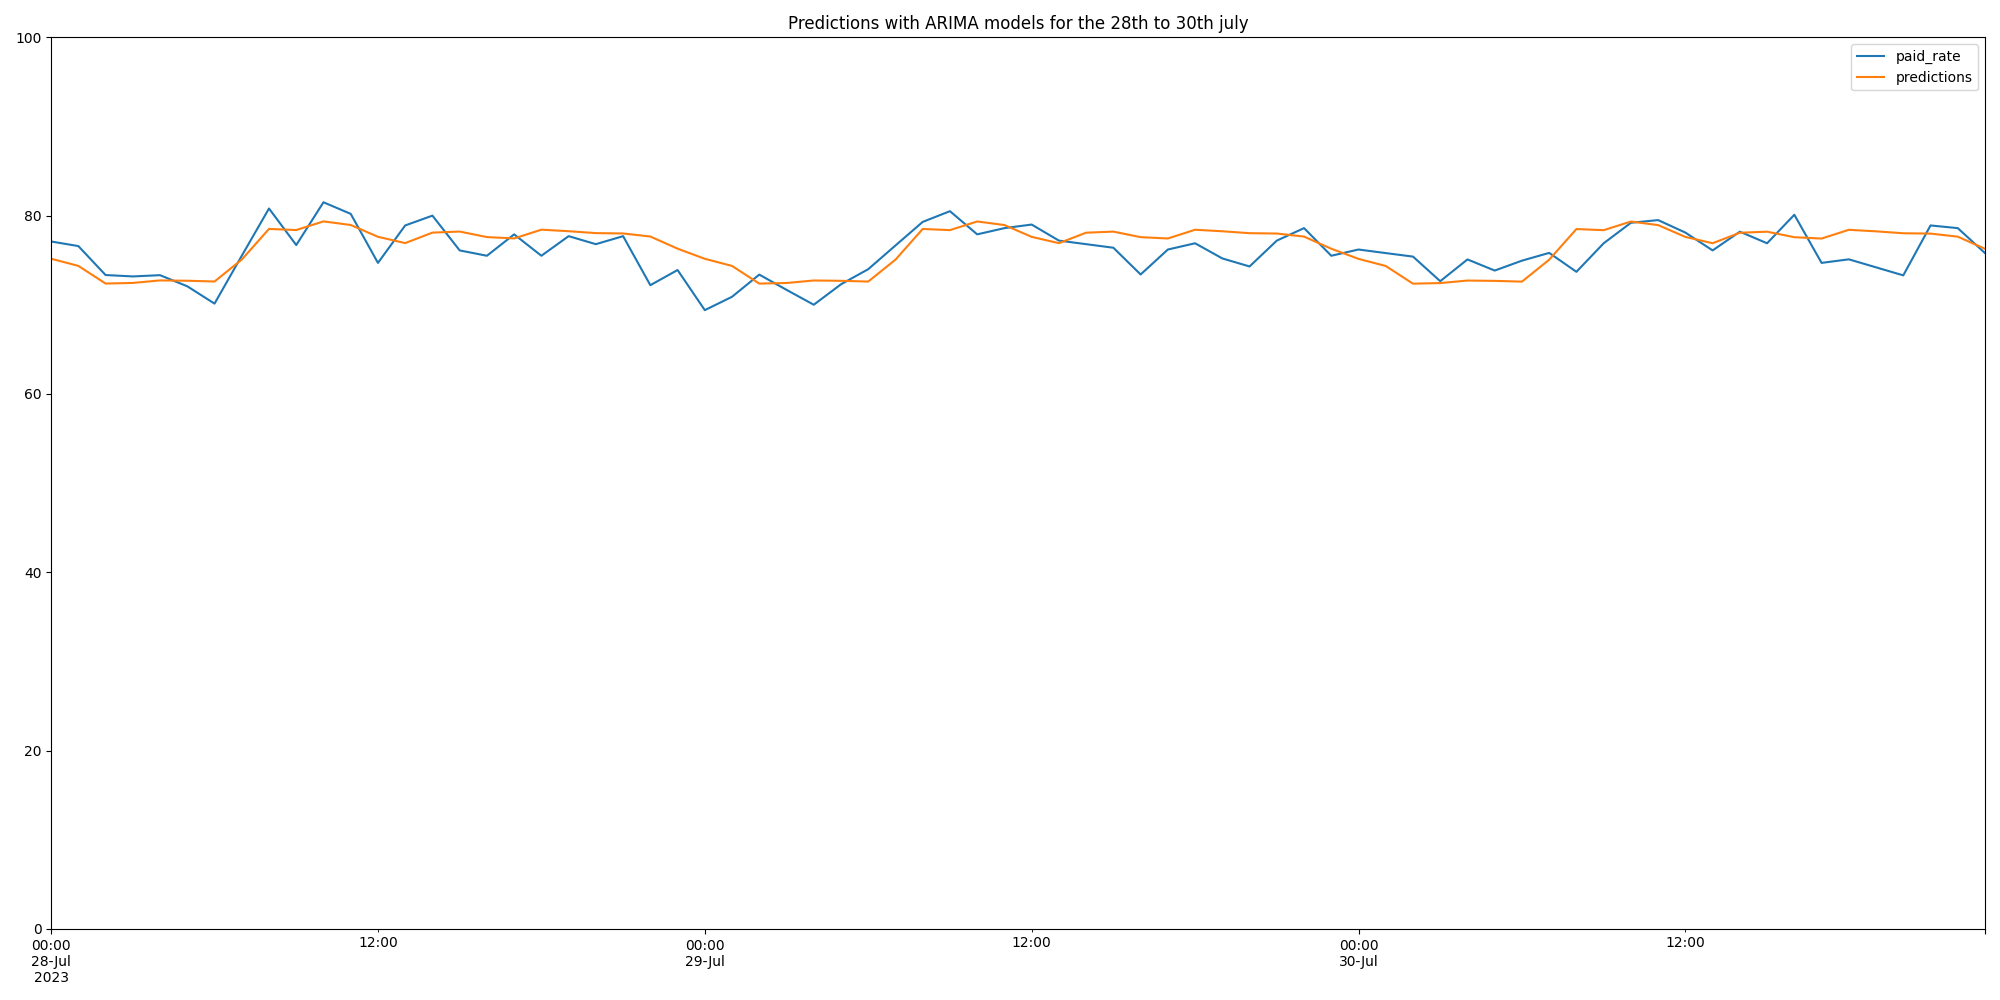 Predictions with ARIMA models for the 28th to 30th july
100
80
60
40
20
0
paid_rate
predictions
00:00
28-Jul
2023
12:00
00:00
29-Jul
12:00
00:00
30-Jul
12:00